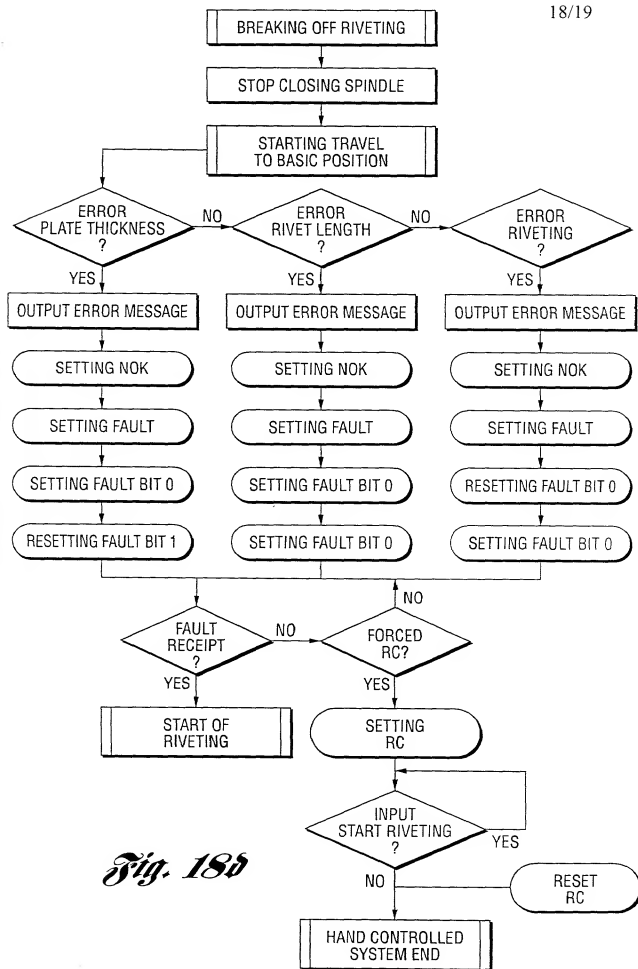 18/19
BREAKING OFF RIVETING
STOP CLOSING SPINDLE
STARTING TRAVEL
TO BASIC POSITION
ERROR
PLATE THICKNESS
?
NO
ERROR
RIVET LENGTH
?
NO
ERROR
RIVETING
?
YES
YES
YES
OUTPUT ERROR MESSAGE
OUTPUT ERROR MESSAGE
OUTPUT ERROR MESSAGE
SETTING NOK
SETTING NOK
SETTING NOK
SETTING FAULT
SETTING FAULT
SETTING FAULT
SETTING FAULT BIT 0
SETTING FAULT BIT 0
RESETTING FAULT BIT 0
RESETTING FAULT BIT 1
SETTING FAULT BIT 0
SETTING FAULT BIT 0
NO
FAULT
RECEIPT
?
NO
FORCED
RC?
YES
YES
START OF
RIVETING
SETTING
RC
INPUT
START RIVETING
?
YES
NO
RESET
RC
HAND CONTROLLED
SYSTEM END
Fig. 18d